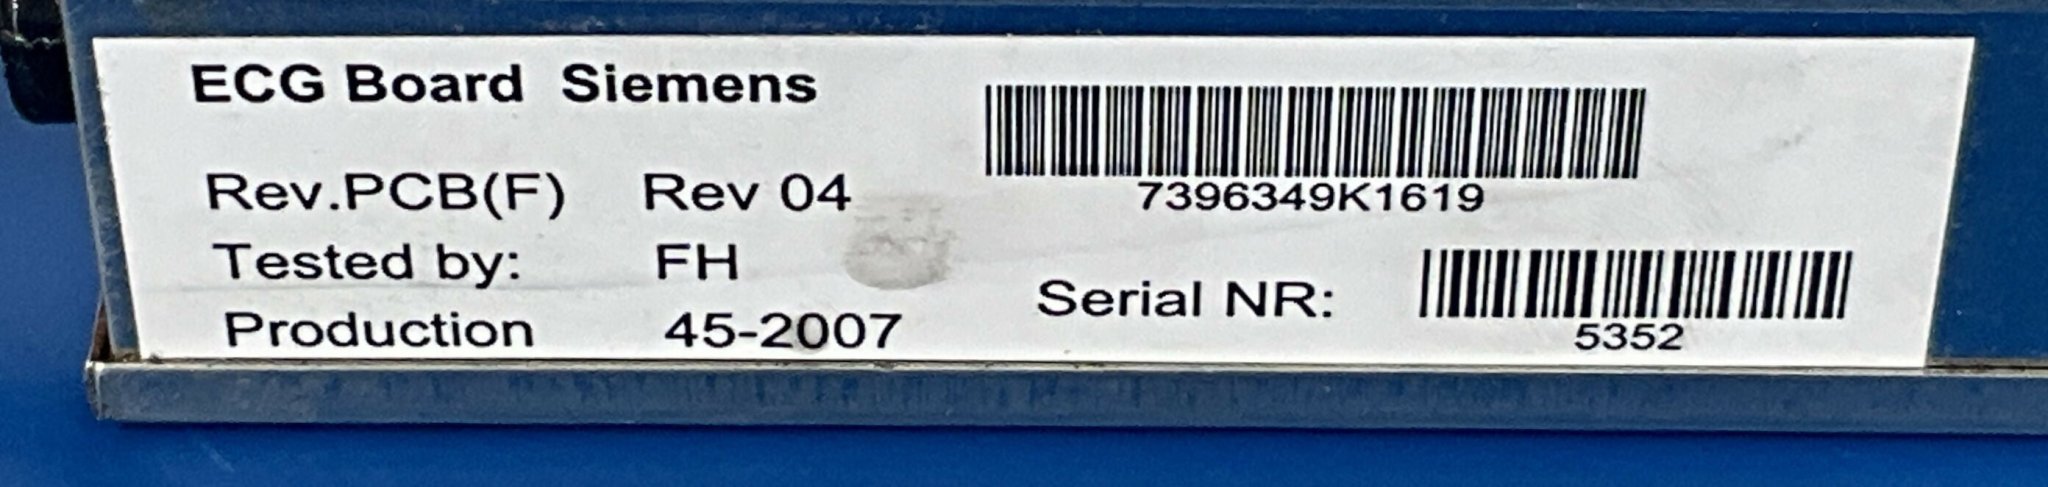 ECG Board Siemens
Rev.PCB(F) Rev 04
7396349K1619
Tested by: FH
Production 45-2007
Serial NR:
5352